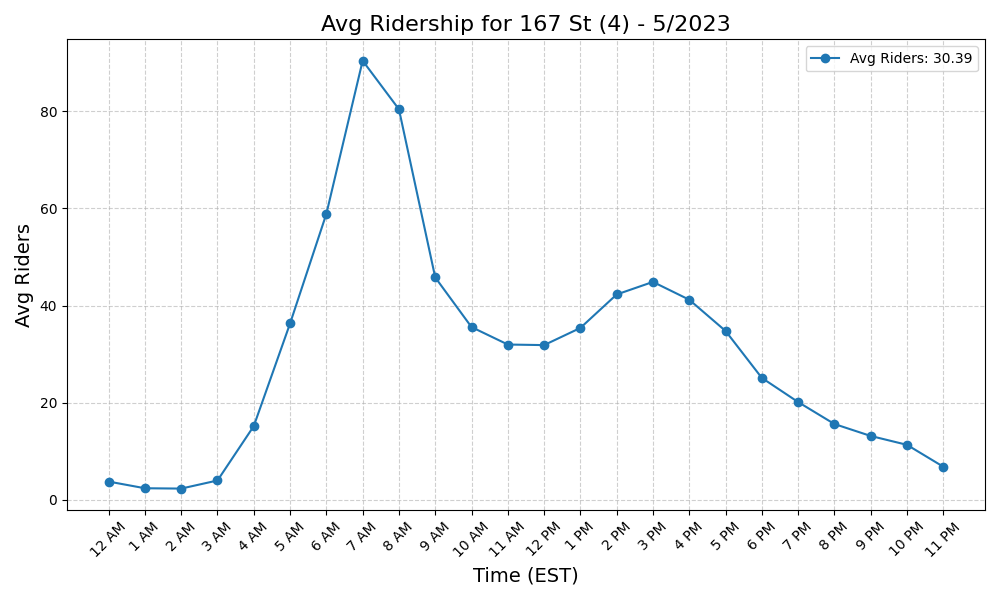 Avg Ridership for 167 St (4) - 5/2023
Avg Riders: 30.39
Avg Riders
80
60
40
20
0
12 AM
1 AM
2 AM
3 AM
4 AM
5 AM
6 AM
7 AM
8 AM
9 AM
10 AM
11 AM
12 PM
1 PM
2 PM
3 PM
4 PM
5 PM
6 PM
7 PM
8 PM
9 PM
10 PM
11 PM
Time (EST)